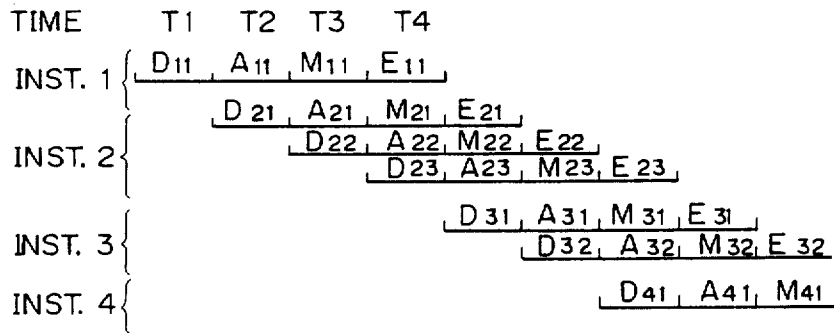 TIME T1 T2 T3 T4
INST. 1 D11 A11 M11 E11
INST. 2 D21 A21 M21 E21
D22 A22 M22 E22
D23 A23 M23 E23
INST. 3 D31 A31 M31 E31
D32 A32 M32 E32
INST. 4 D41 A41 M41